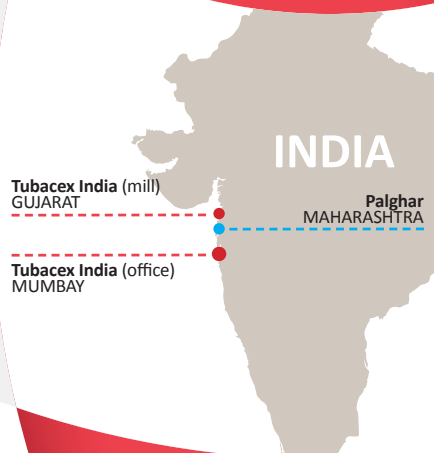 INDIA
Tubacex India (mill)
GUJARAT
Palghar
MAHARASHTRA
Tubacex India (office)
MUMBAY